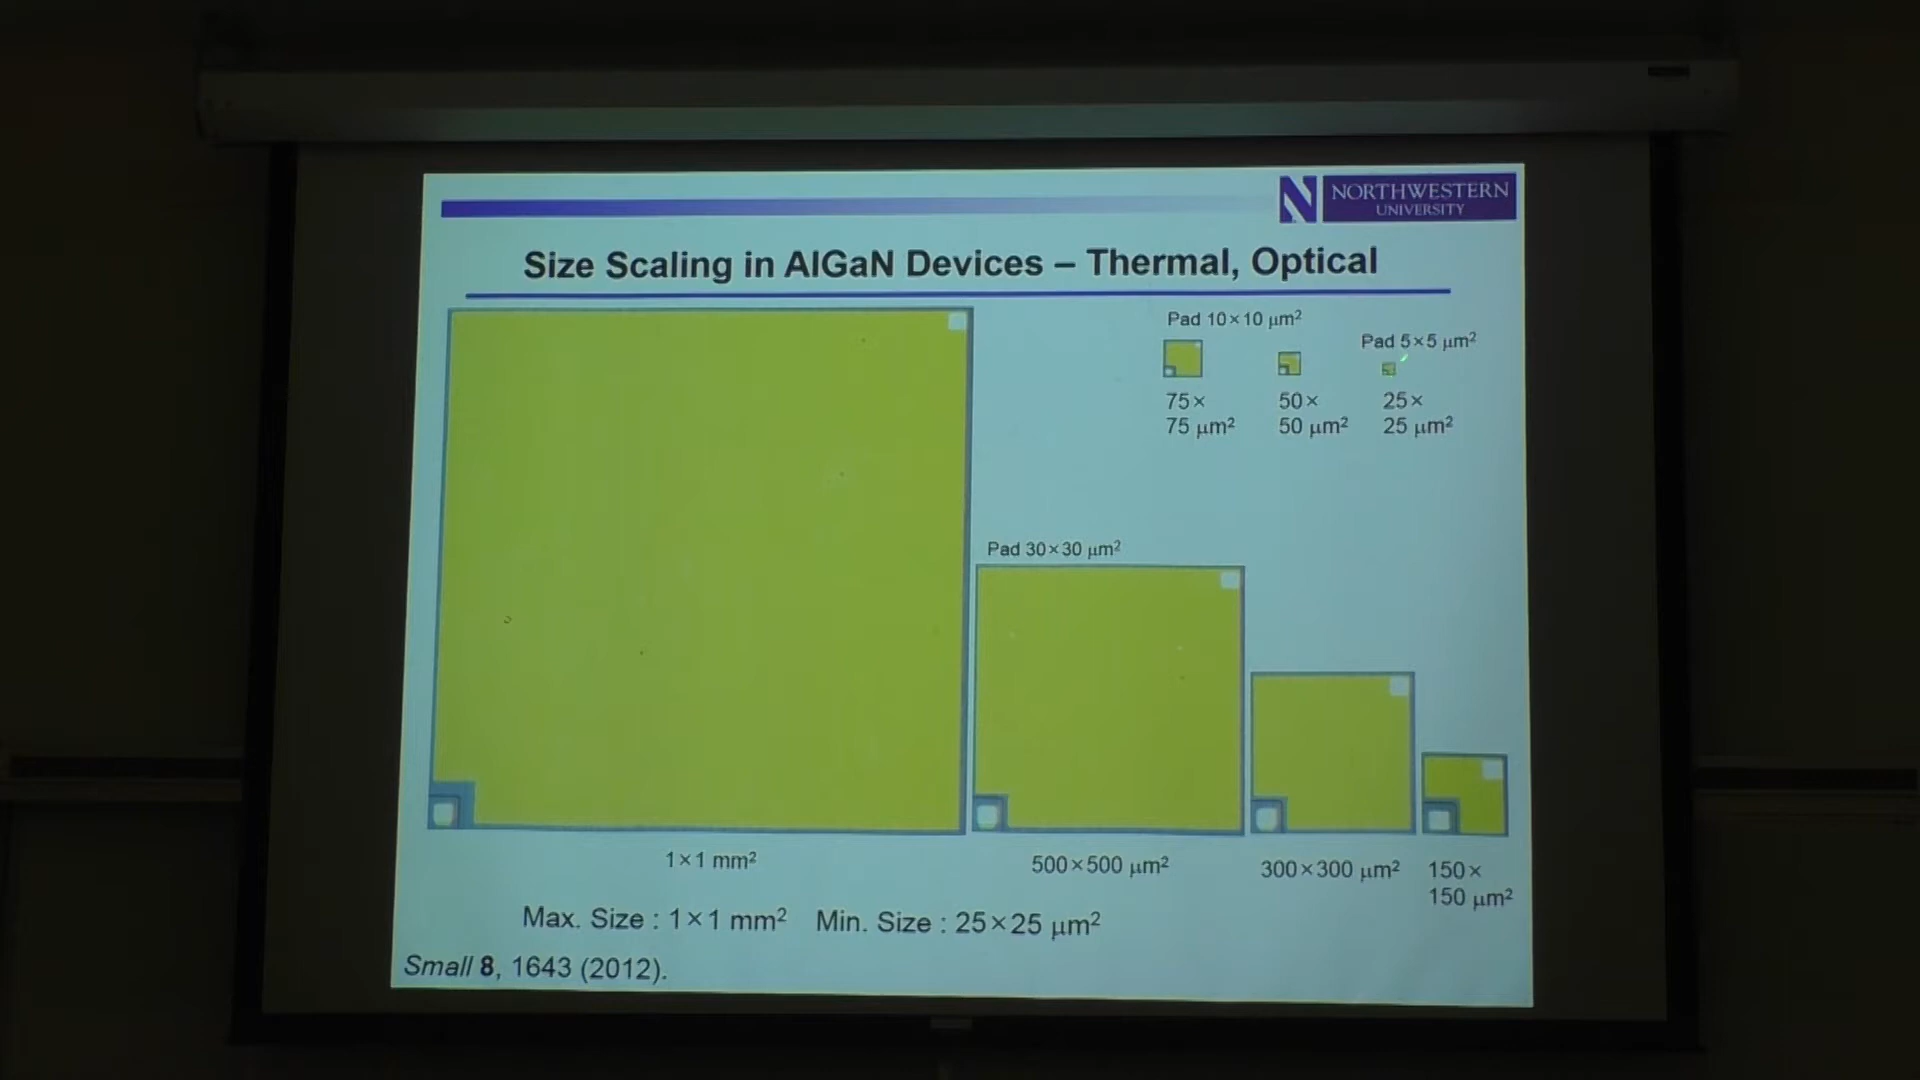 NORTHWESTERN
UNIVERSITY
Size Scaling in AlGaN Devices – Thermal, Optical
Pad 10×10 μm²
Pad 5×5 μm²
75×
75 μm²
50×
50 μm²
25×
25 μm²
Pad 30×30 μm²
1×1 mm²
500×500 μm²
300×300 μm²
150×
150 μm²
Max. Size : 1×1 mm² Min. Size : 25×25 μm²
Small 8, 1643 (2012).